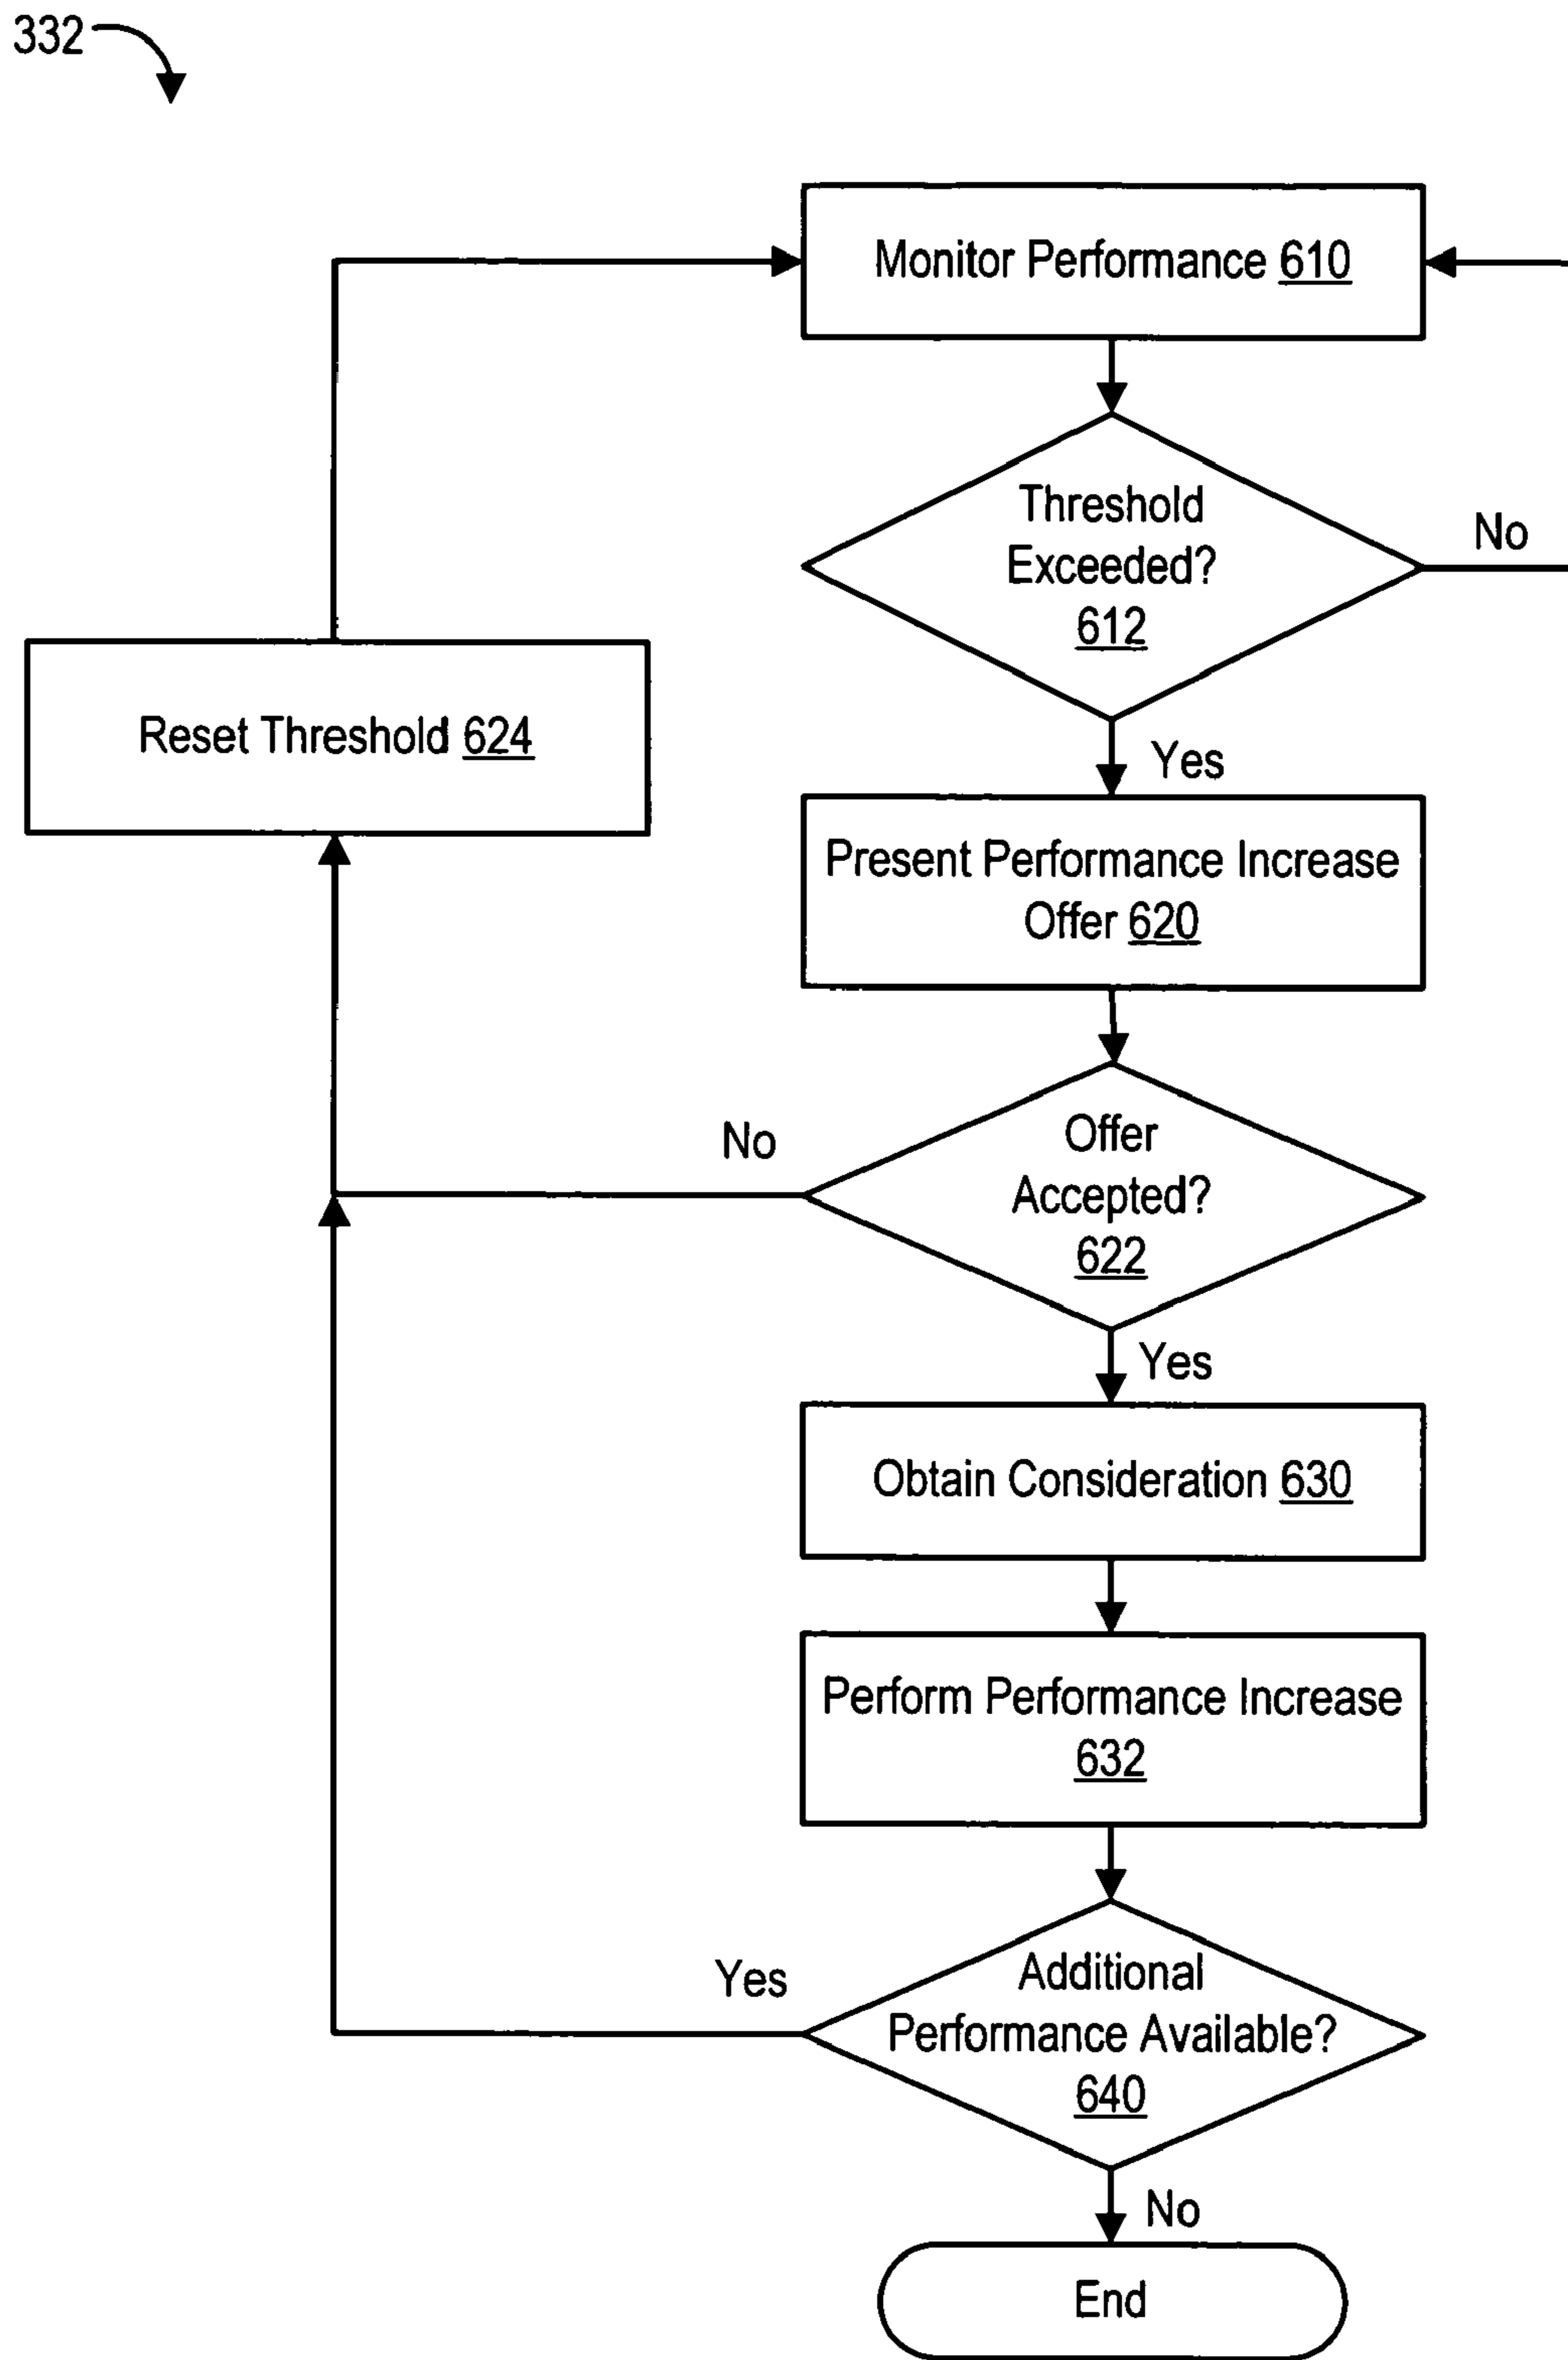 332
Monitor Performance 610
Threshold
Exceeded?
612
No
Reset Threshold 624
Yes
Present Performance Increase
Offer 620
No
Offer
Accepted?
622
Yes
Obtain Consideration 630
Perform Performance Increase
632
Yes
Additional
Performance Available?
640
No
End